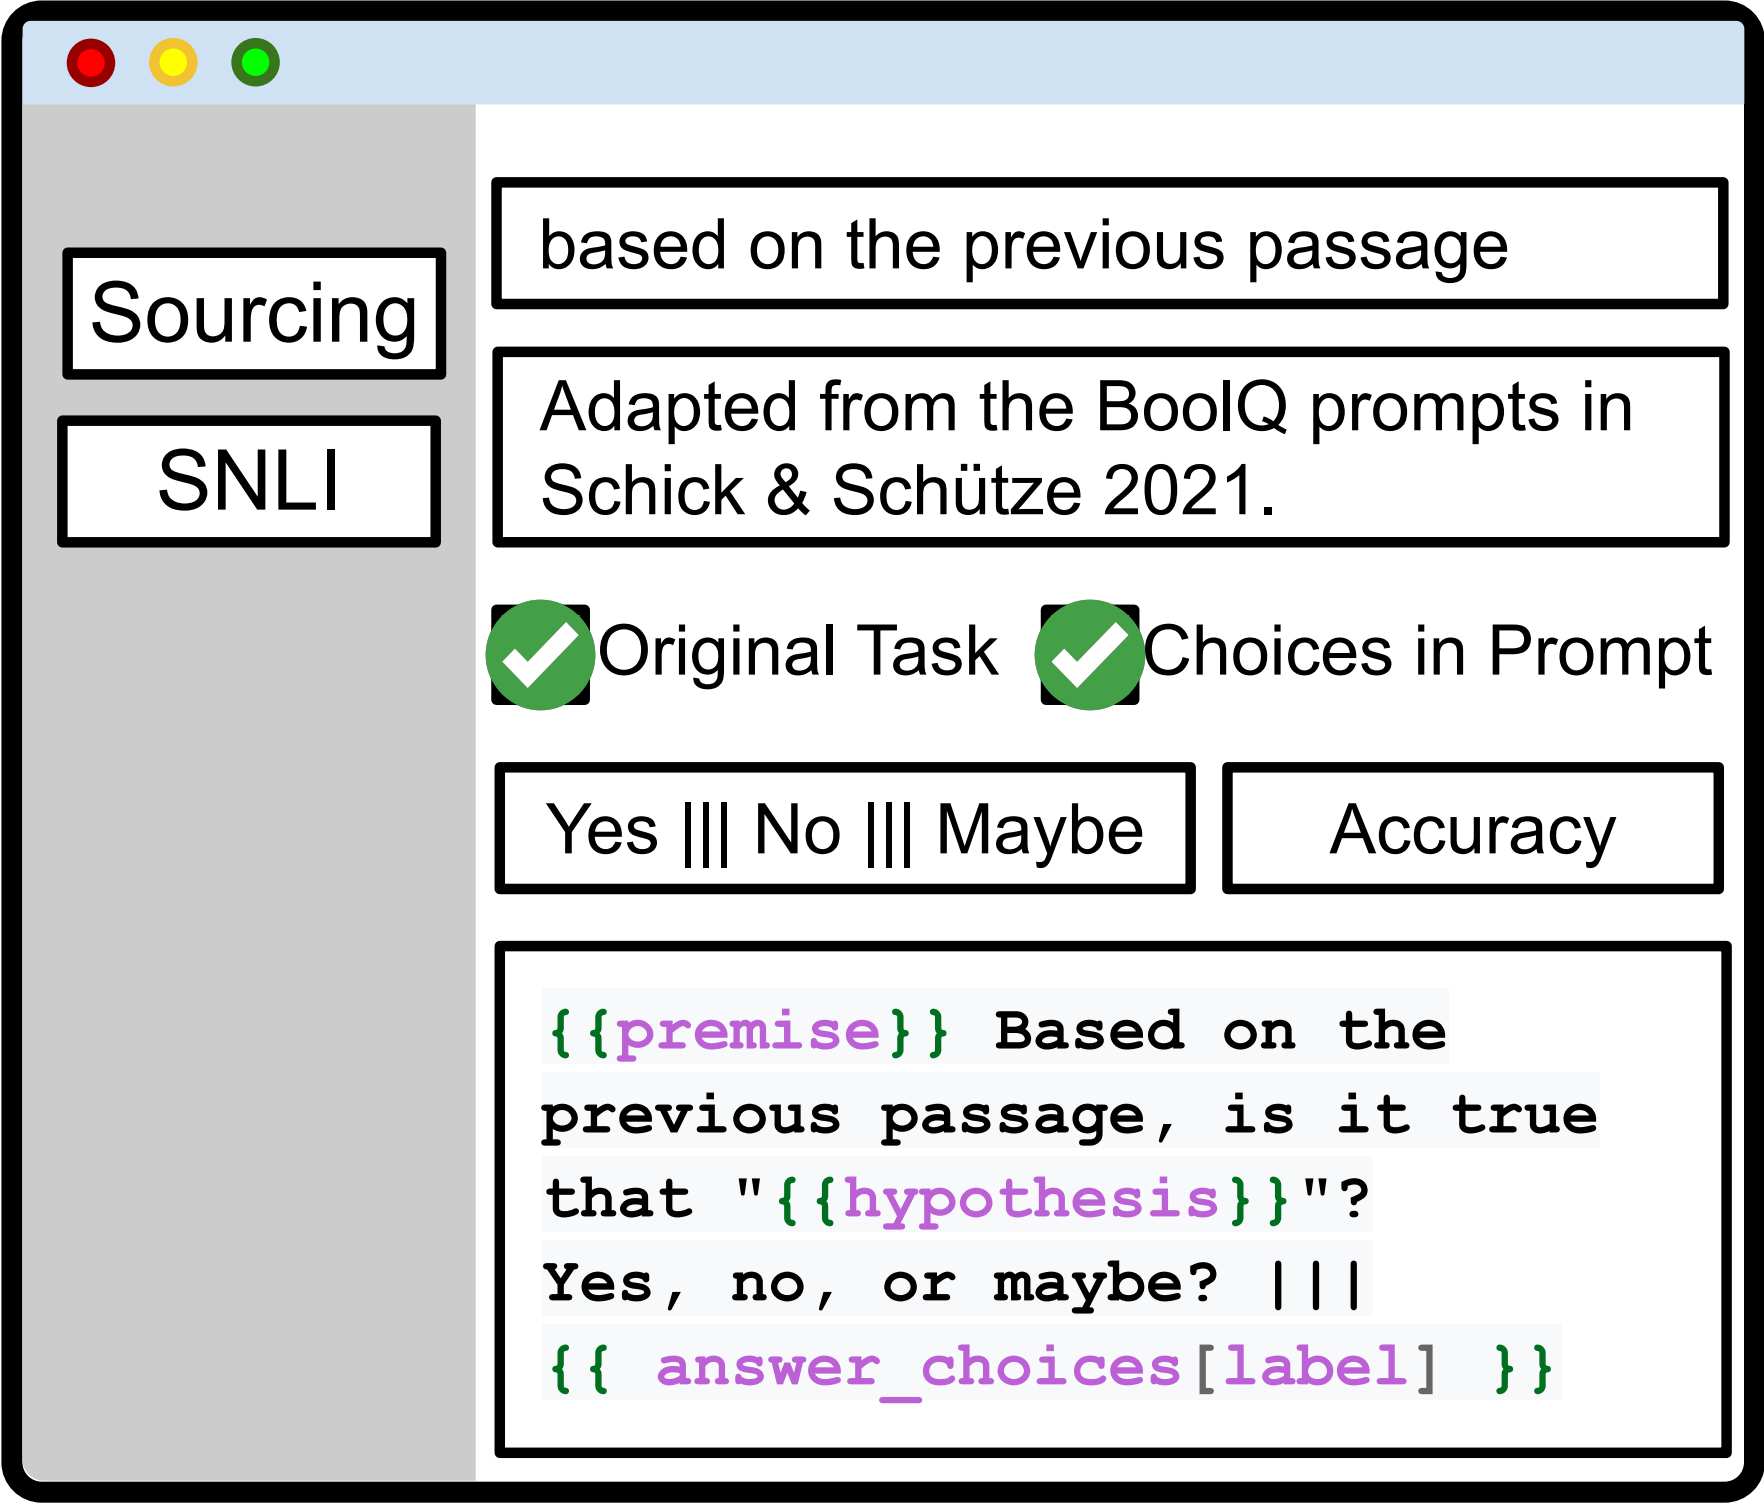 Sourcing
SNLI
based on the previous passage
Adapted from the BoolQ prompts in
Schick & Schütze 2021.
Original Task
Choices in Prompt
Yes ||| No ||| Maybe
Accuracy
{{premise}} Based on the
previous passage, is it true
that "{{hypothesis}}"?
Yes, no, or maybe? |||
{{ answer_choices[label] }}